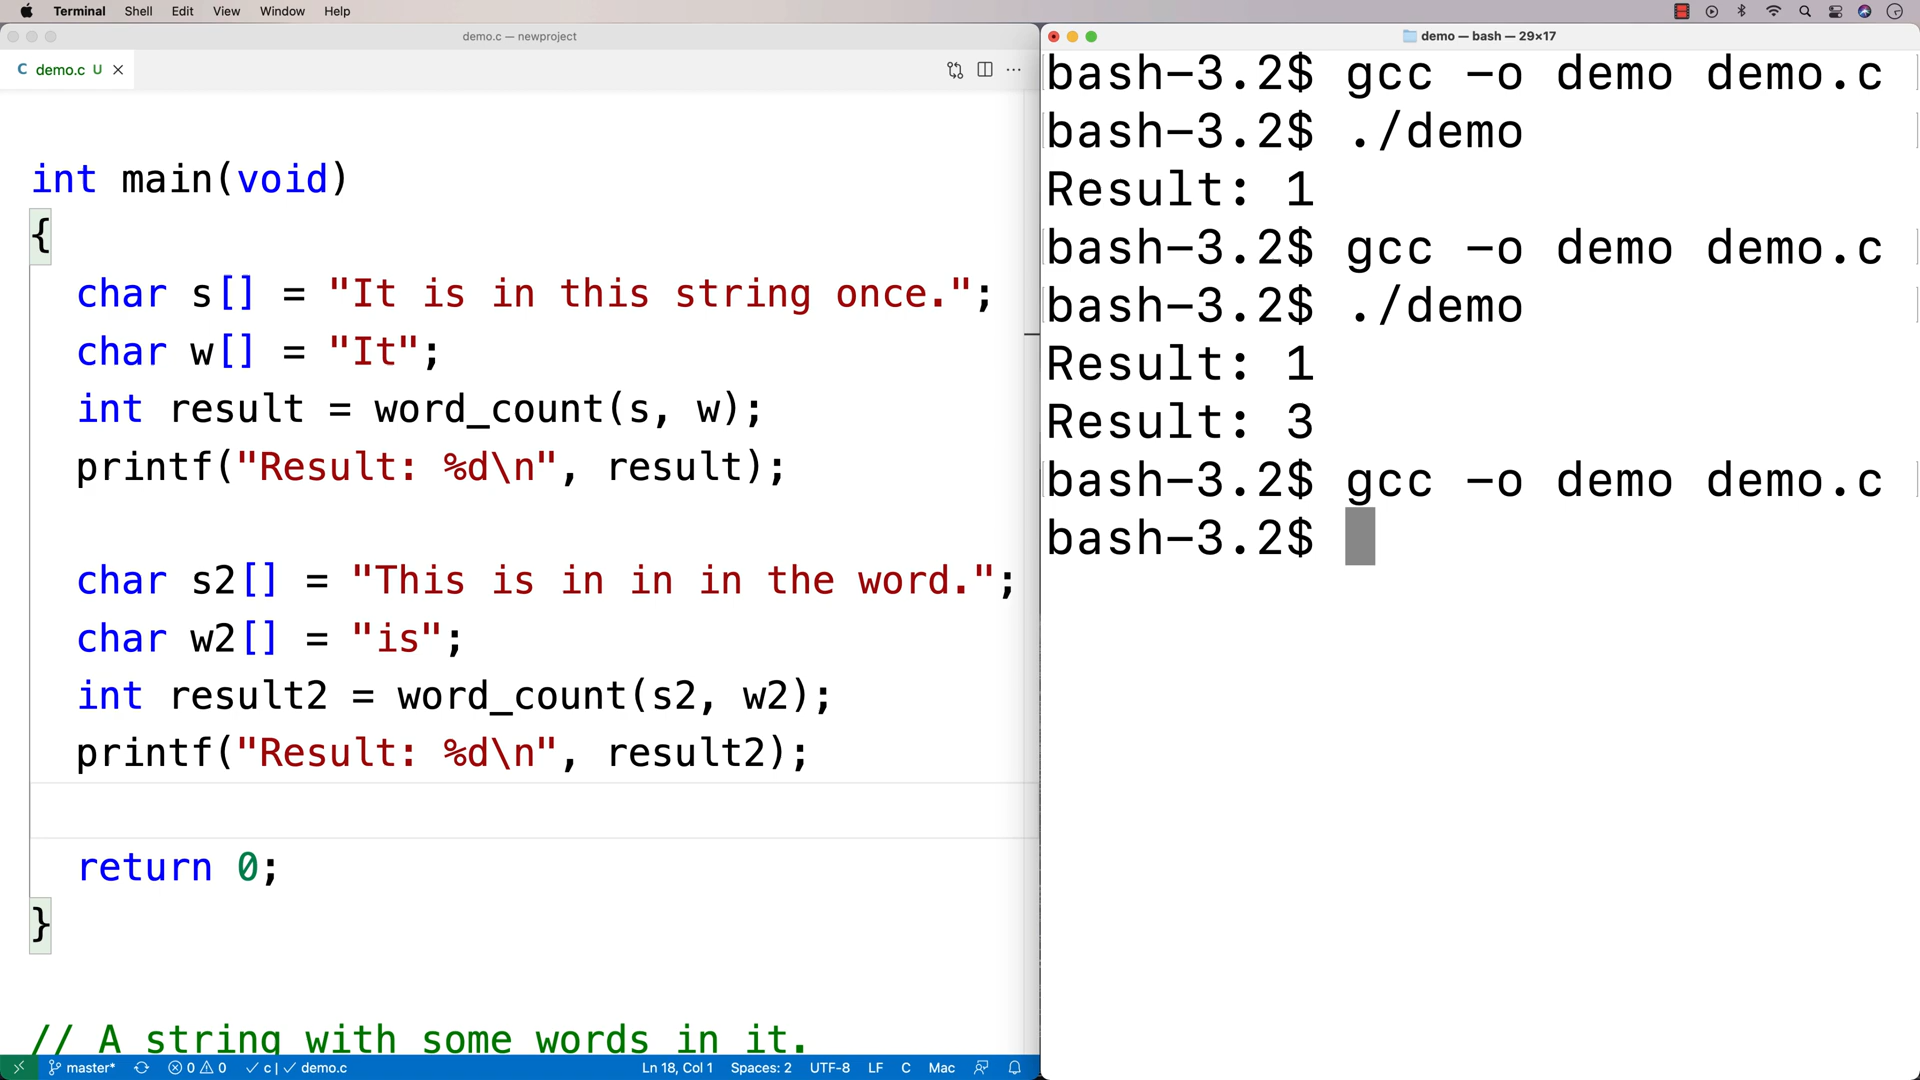 Terminal Shell Edit View Window Help
demo.c — newproject
C demo.c U
int main(void)
{
char s[] = "It is in this string once.";
char w[] = "It";
int result = word_count(s, w);
printf("Result: %d\n", result);
char s2[] = "This is in in in the word.";
char w2[] = "is";
int result2 = word_count(s2, w2);
printf("Result: %d\n", result2);
return 0;
}
// A string with some words in it.
master* 0 0 c | demo.c Ln 18, Col 1 Spaces: 2 UTF-8 LF C Mac
demo — bash — 29×17
bash-3.2$ gcc -o demo demo.c
bash-3.2$ ./demo
Result: 1
bash-3.2$ gcc -o demo demo.c
bash-3.2$ ./demo
Result: 1
Result: 3
bash-3.2$ gcc -o demo demo.c
bash-3.2$